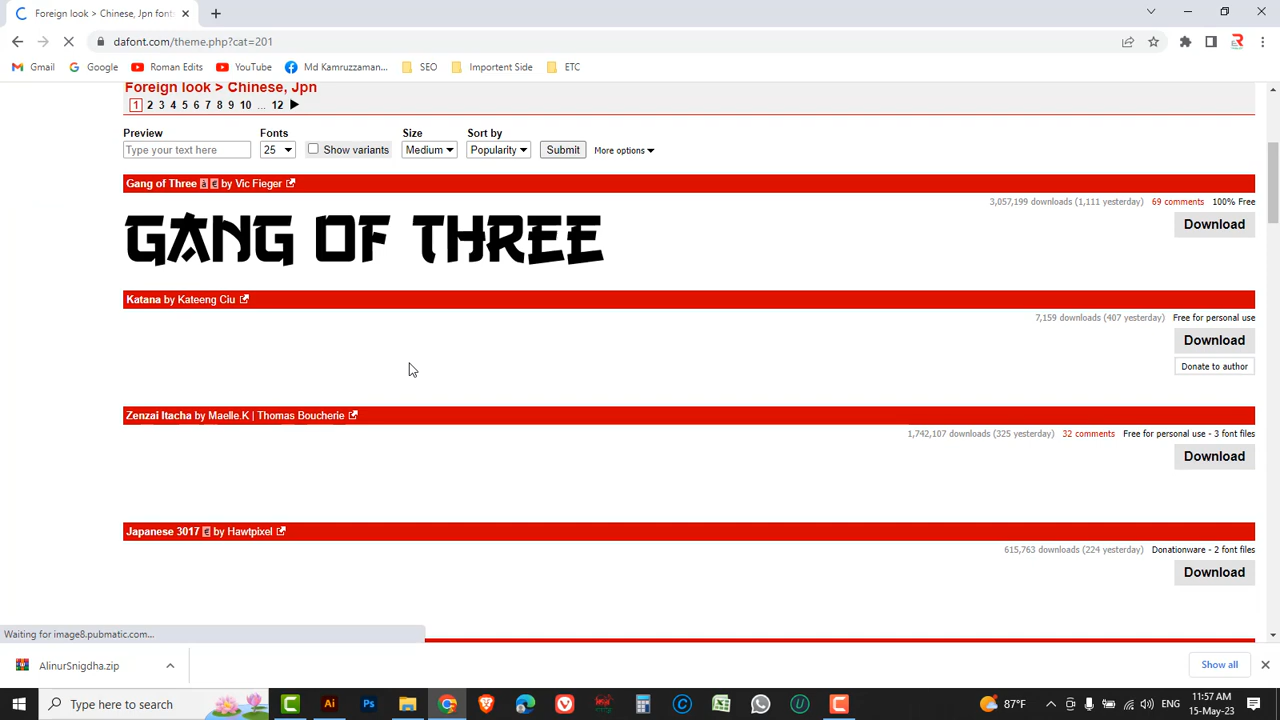 Foreign look > Chinese, Jpn font
dafont.com/theme.php?cat=201
Gmail Google Roman Edits YouTube Md Kamruzzaman... SEO Importent Side ETC
Foreign look > Chinese, Jpn
1 2 3 4 5 6 7 8 9 10 ... 12
Preview Fonts Size Sort by
Type your text here 25 Show variants Medium Popularity Submit More options
Gang of Three à € by Vic Fieger
3,057,199 downloads (1,111 yesterday) 69 comments 100% Free
Download
GANG OF THREE
Katana by Kateeng Ciu
7,159 downloads (407 yesterday) Free for personal use
Download
Donate to author
Zenzai Itacha by Maelle.K | Thomas Boucherie
1,742,107 downloads (325 yesterday) 32 comments Free for personal use - 3 font files
Download
Japanese 3017 € by Hawtpixel
615,763 downloads (224 yesterday) Donationware - 2 font files
Download
Waiting for image8.pubmatic.com...
AlinurSnigdha.zip Show all
Type here to search Ai Ps 87°F 11:57 AM
15-May-23